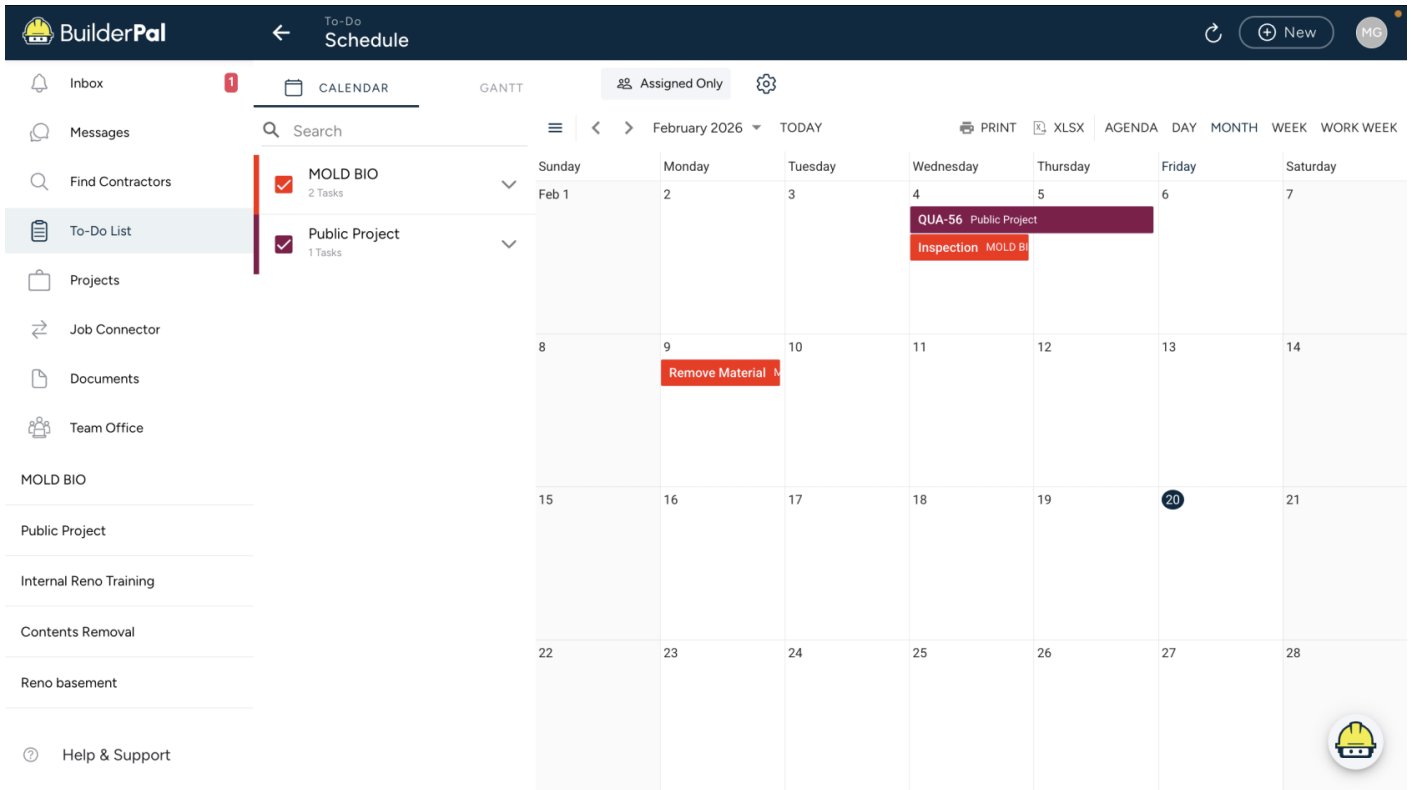 BuilderPal
To-Do
Schedule
New
MG
Inbox
1
Messages
Find Contractors
To-Do List
Projects
Job Connector
Documents
Team Office
MOLD BIO
Public Project
Internal Reno Training
Contents Removal
Reno basement
Help & Support
CALENDAR
GANTT
Assigned Only
Search
MOLD BIO
2 Tasks
Public Project
1 Tasks
February 2026
TODAY
PRINT
XLSX
AGENDA DAY MONTH WEEK WORK WEEK
Sunday Monday Tuesday Wednesday Thursday Friday Saturday
Feb 1 2 3 4 5 6 7
QUA-56 Public Project
Inspection MOLD BI
8 9 10 11 12 13 14
Remove Material M
15 16 17 18 19 20 21
22 23 24 25 26 27 28